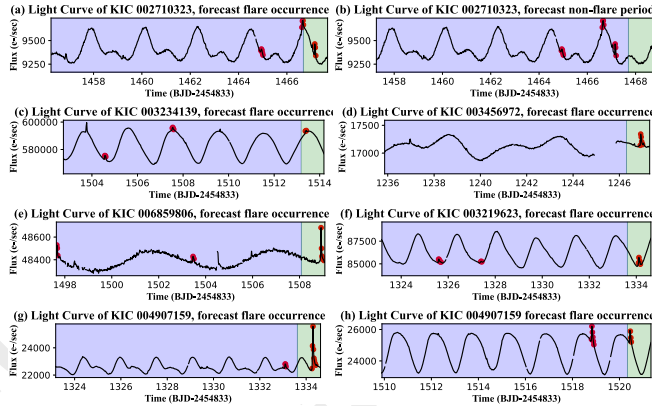 (a) Light Curve of KIC 002710323, forecast flare occurrence
Flux (e-/sec)
9500
9250
1458 1460 1462 1464 1466
Time (BJD-2454833)
(b) Light Curve of KIC 002710323, forecast non-flare period
Flux (e-/sec)
9500
9250
1458 1460 1462 1464 1466 1468
Time (BJD-2454833)
(c) Light Curve of KIC 003234139, forecast flare occurrence
Flux (e-/sec)
600000
580000
1504 1506 1508 1510 1512 1514
Time (BJD-2454833)
(d) Light Curve of KIC 003456972, forecast flare occurrence
Flux (e-/sec)
17500
17000
1236 1238 1240 1242 1244 1246
Time (BJD-2454833)
(e) Light Curve of KIC 006859806, forecast flare occurrence
Flux (e-/sec)
48600
48400
1498 1500 1502 1504 1506 1508
Time (BJD-2454833)
(f) Light Curve of KIC 003219623, forecast flare occurrence
Flux (e-/sec)
87500
85000
1324 1326 1328 1330 1332 1334
Time (BJD-2454833)
(g) Light Curve of KIC 004907159, forecast flare occurrence
Flux (e-/sec)
24000
22000
1324 1326 1328 1330 1332 1334
Time (BJD-2454833)
(h) Light Curve of KIC 004907159 forecast flare occurrence
Flux (e-/sec)
26000
24000
1510 1512 1514 1516 1518 1520
Time (BJD-2454833)